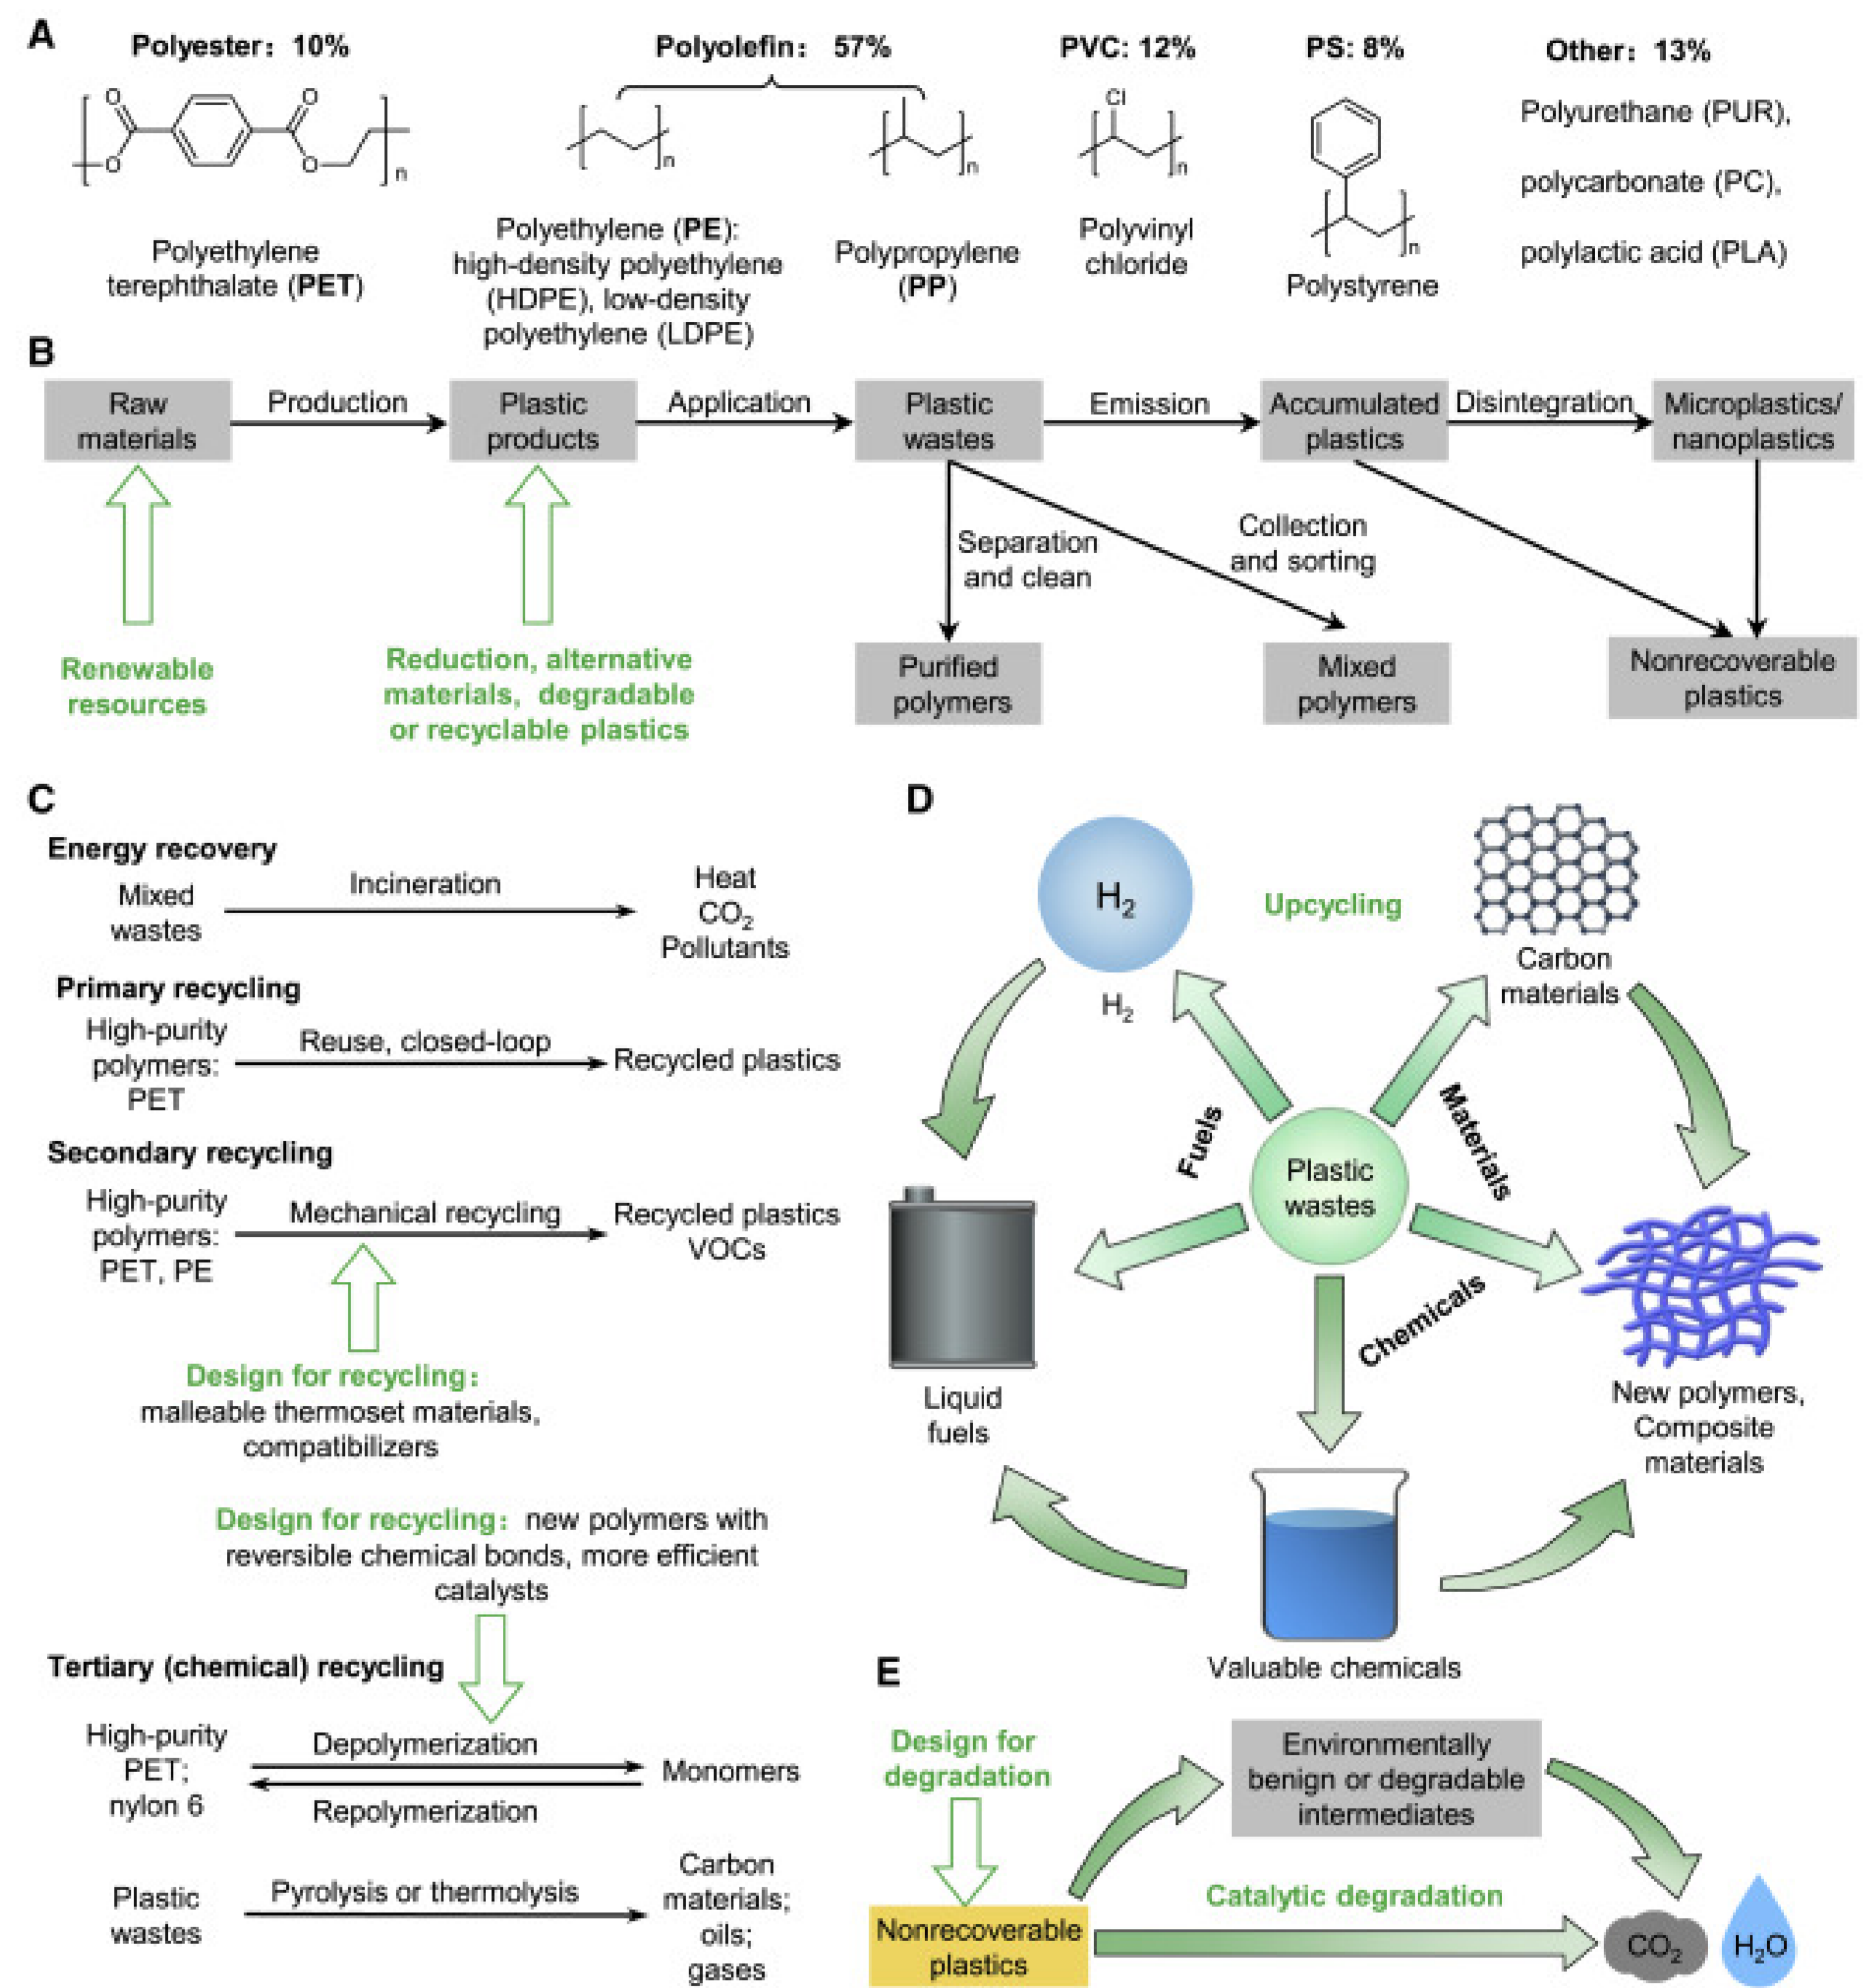 A
Polyester: 10%
Polyolefin: 57%
PVC: 12%
PS: 8%
Other: 13%
O
O
O
O
n
n
n
Cl
n
n
Polyethylene
terephthalate (PET)
Polyethylene (PE):
high-density polyethylene
(HDPE), low-density
polyethylene (LDPE)
Polypropylene
(PP)
Polyvinyl
chloride
Polystyrene
Polyurethane (PUR),
polycarbonate (PC),
polylactic acid (PLA)
B
Raw
materials
Production
Plastic
products
Application
Plastic
wastes
Emission
Accumulated
plastics
Disintegration
Microplastics/
nanoplastics
Separation
and clean
Collection
and sorting
Renewable
resources
Reduction, alternative
materials, degradable
or recyclable plastics
Purified
polymers
Mixed
polymers
Nonrecoverable
plastics
C
Energy recovery
Mixed
wastes
Incineration
Heat
CO2
Pollutants
Primary recycling
High-purity
polymers:
PET
Reuse, closed-loop
Recycled plastics
Secondary recycling
High-purity
polymers:
PET, PE
Mechanical recycling
Recycled plastics
VOCs
Design for recycling:
malleable thermoset materials,
compatibilizers
Design for recycling: new polymers with
reversible chemical bonds, more efficient
catalysts
Tertiary (chemical) recycling
High-purity
PET;
nylon 6
Depolymerization
Repolymerization
Monomers
Plastic
wastes
Pyrolysis or thermolysis
Carbon
materials;
oils;
gases
D
H2
H2
Upcycling
Carbon
materials
Fuels
Materials
Plastic
wastes
Chemicals
Liquid
fuels
New polymers,
Composite
materials
Valuable chemicals
E
Design for
degradation
Environmentally
benign or degradable
intermediates
Catalytic degradation
Nonrecoverable
plastics
CO2
H2O